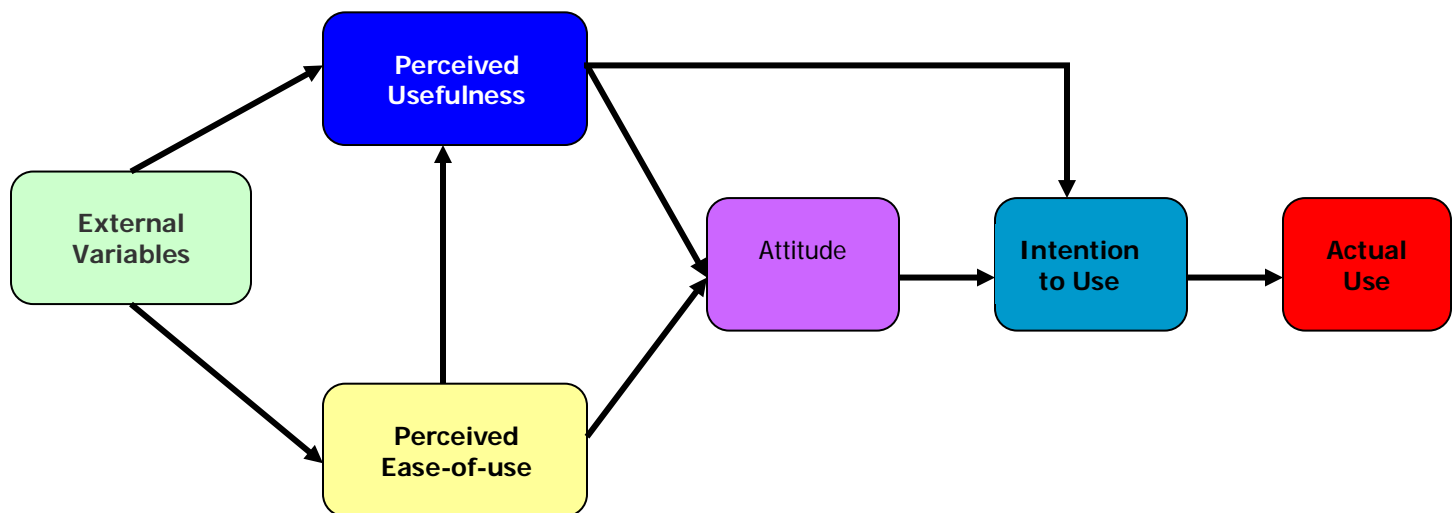 Perceived
Usefulness
External
Variables
Attitude
Intention
to Use
Actual
Use
Perceived
Ease-of-use